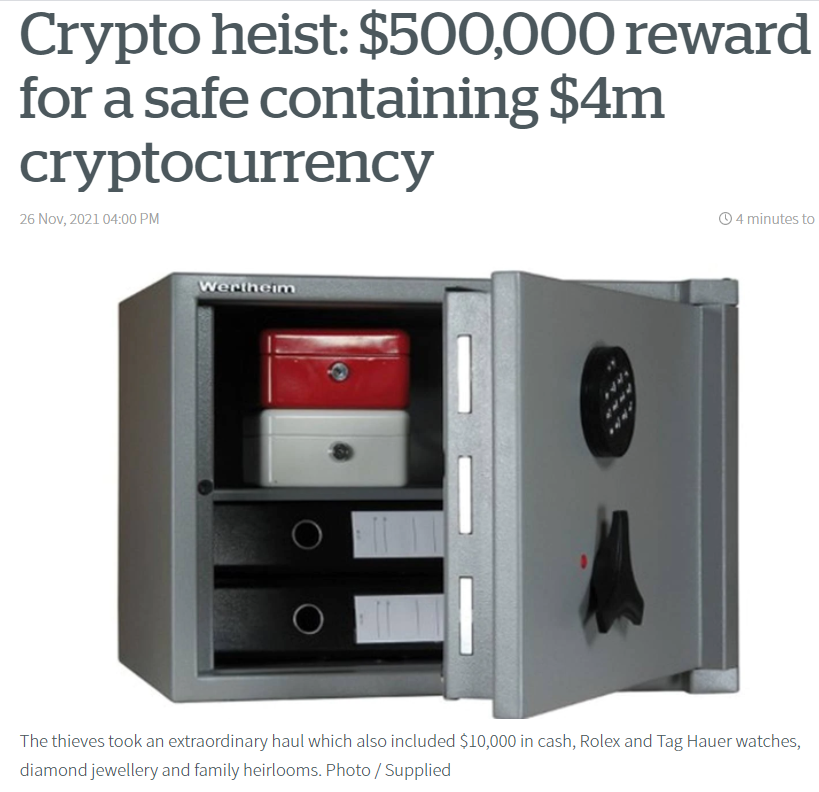 Crypto heist: $500,000 reward
for a safe containing $4m
cryptocurrency
26 Nov, 2021 04:00 PM
4 minutes to
Wertheim
The thieves took an extraordinary haul which also included $10,000 in cash, Rolex and Tag Hauer watches,
diamond jewellery and family heirlooms. Photo / Supplied